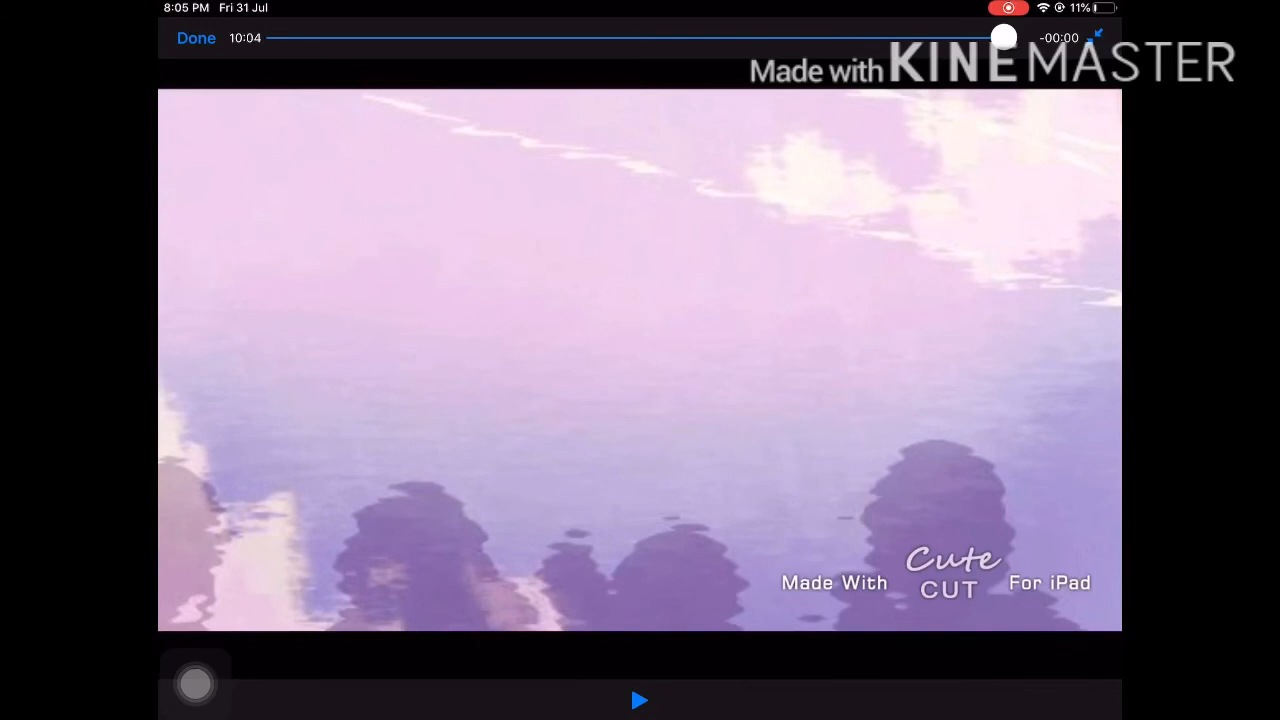 8:05 PM Fri 31 Jul 11%
Done 10:04 -00:00
Made with KINEMASTER
Cute
Made With CUT For iPad